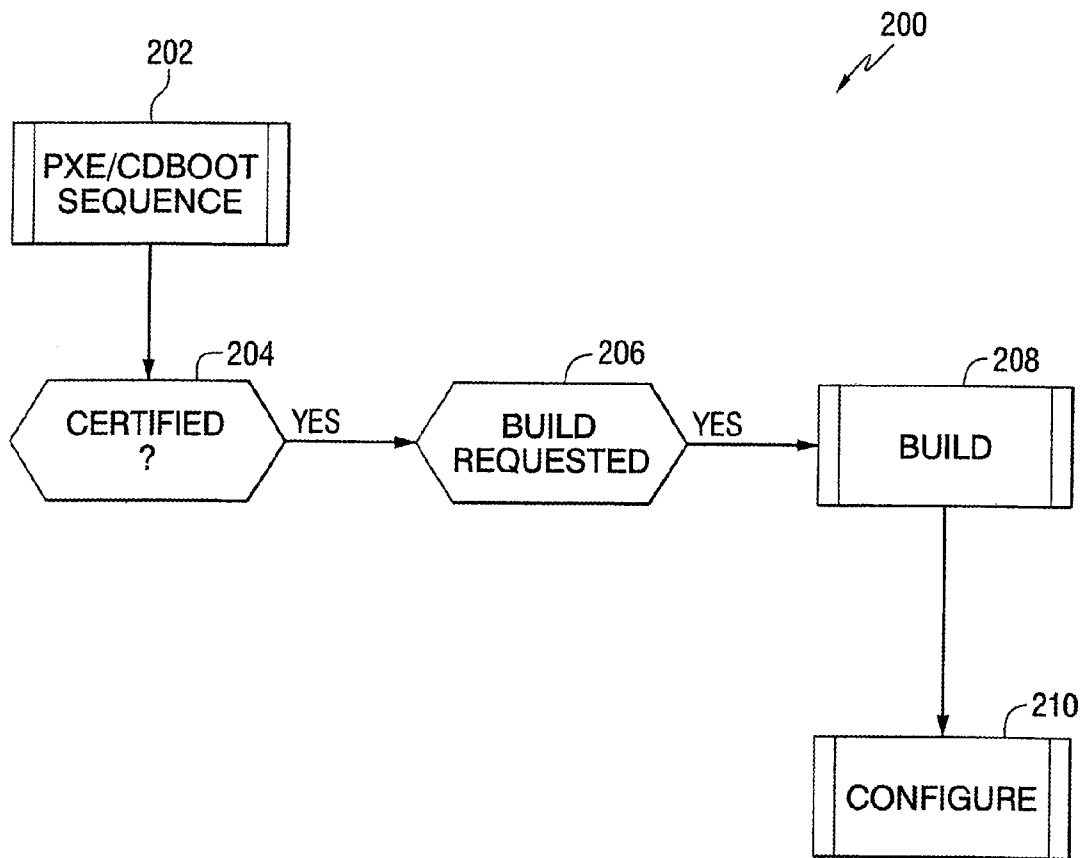 200
202
PXE/CDBOOT
SEQUENCE
204
CERTIFIED
?
YES
206
BUILD
REQUESTED
YES
208
BUILD
210
CONFIGURE